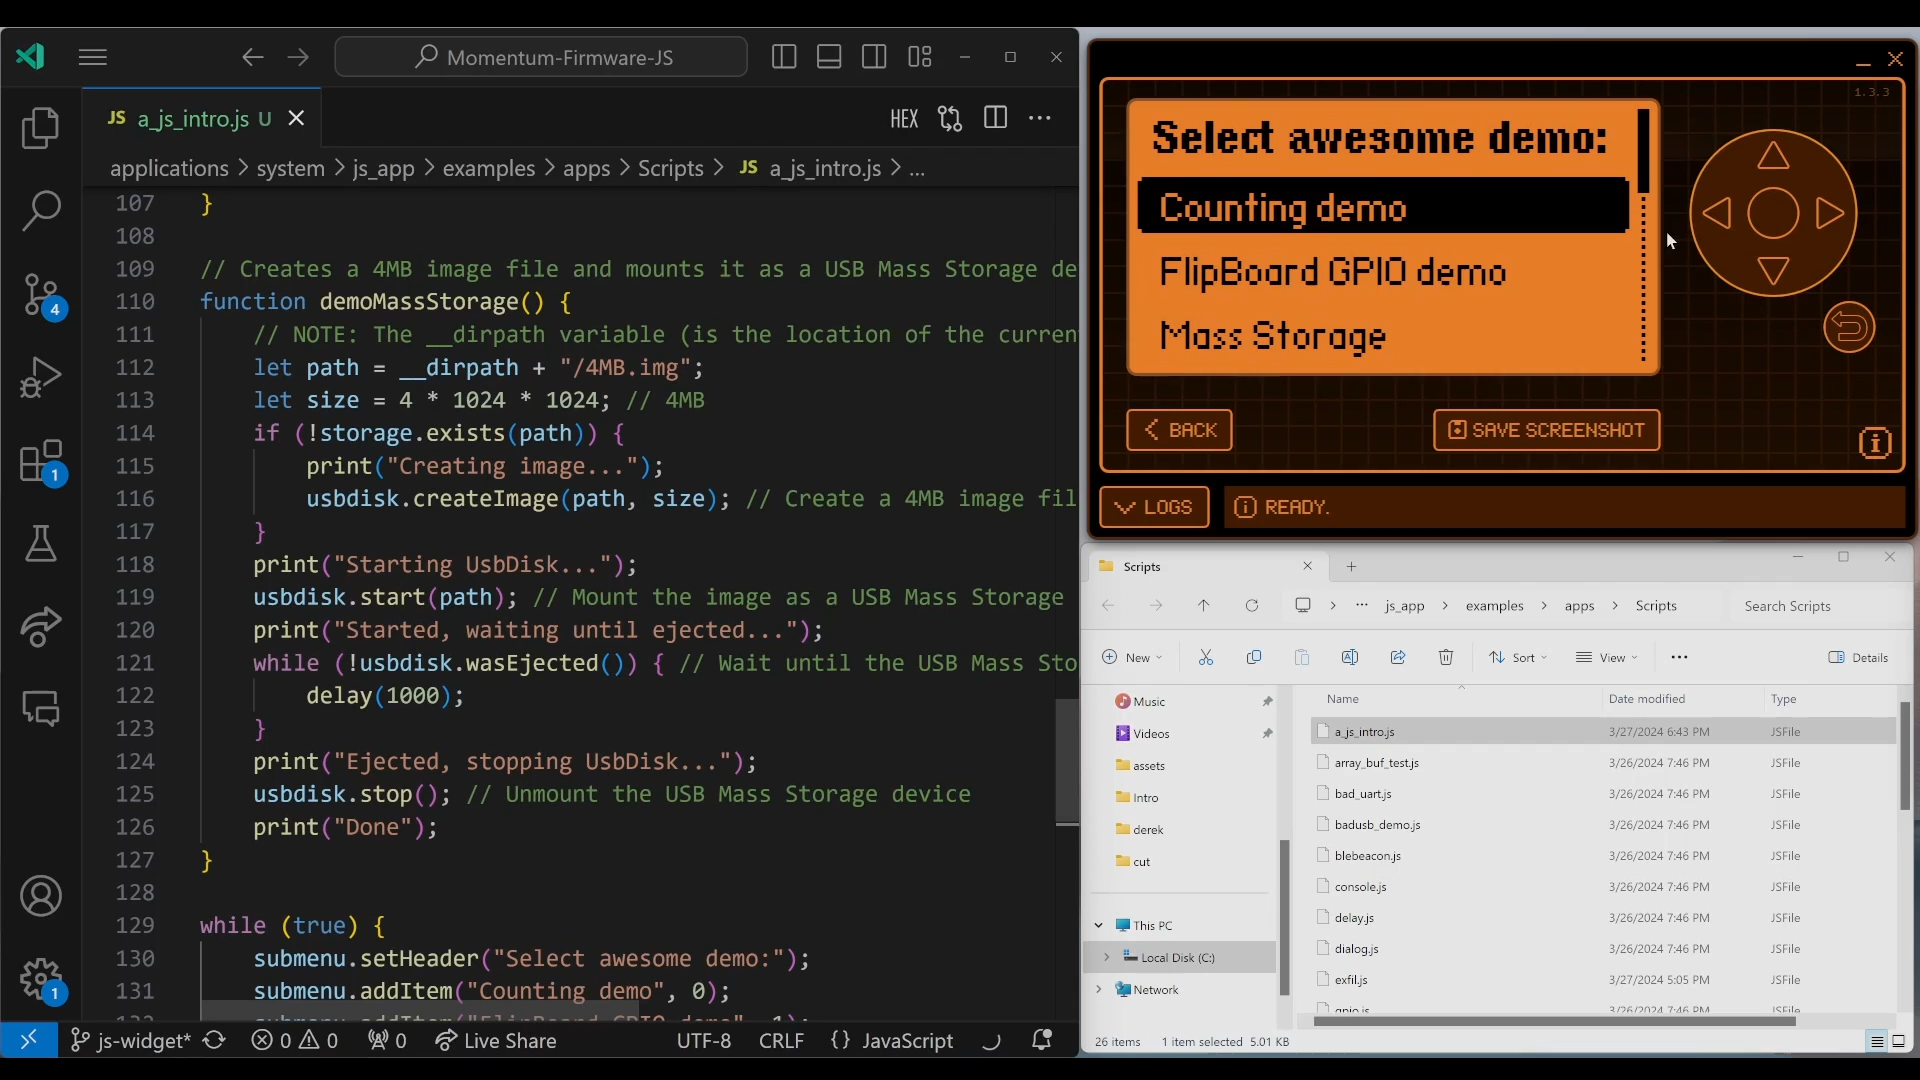 Momentum-Firmware-JS
JS a_js_intro.js U
HEX
applications > system > js_app > examples > apps > Scripts > JS a_js_intro.js > ...
107 }
108
109 // Creates a 4MB image file and mounts it as a USB Mass Storage de
110 function demoMassStorage() {
111 // NOTE: The __dirpath variable (is the location of the curren
112 let path = __dirpath + "/4MB.img";
113 let size = 4 * 1024 * 1024; // 4MB
114 if (!storage.exists(path)) {
115 print("Creating image...");
116 usbdisk.createImage(path, size); // Create a 4MB image fil
117 }
118 print("Starting UsbDisk...");
119 usbdisk.start(path); // Mount the image as a USB Mass Storage
120 print("Started, waiting until ejected...");
121 while (!usbdisk.wasEjected()) { // Wait until the USB Mass Sto
122 delay(1000);
123 }
124 print("Ejected, stopping UsbDisk...");
125 usbdisk.stop(); // Unmount the USB Mass Storage device
126 print("Done");
127 }
128
129 while (true) {
130 submenu.setHeader("Select awesome demo:");
131 submenu.addItem("Counting demo", 0);
4
1
1
js-widget* 0 0 0 Live Share UTF-8 CRLF {} JavaScript
1.3.3
Select awesome demo:
Counting demo
FlipBoard GPIO demo
Mass Storage
BACK
SAVE SCREENSHOT
LOGS
READY.
Scripts
js_app > examples > apps > Scripts
Search Scripts
New
Sort
View
Details
Music
Videos
assets
Intro
derek
cut
This PC
Local Disk (C:)
Network
Name Date modified Type
a_js_intro.js 3/27/2024 6:43 PM JSFile
array_buf_test.js 3/26/2024 7:46 PM JSFile
bad_uart.js 3/26/2024 7:46 PM JSFile
badusb_demo.js 3/26/2024 7:46 PM JSFile
blebeacon.js 3/26/2024 7:46 PM JSFile
console.js 3/26/2024 7:46 PM JSFile
delay.js 3/26/2024 7:46 PM JSFile
dialog.js 3/26/2024 7:46 PM JSFile
exfil.js 3/27/2024 5:05 PM JSFile
gpio.js 3/26/2024 7:46 PM JSFile
26 items 1 item selected 5.01 KB